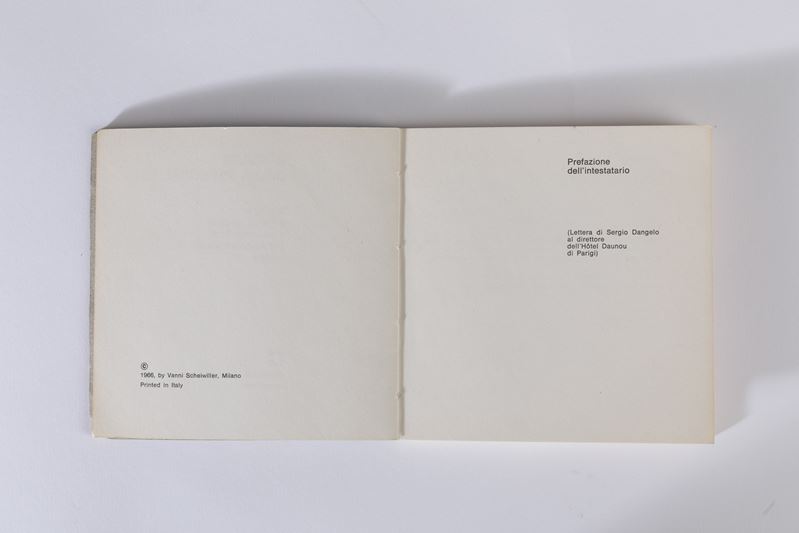 ©
1966, by Vanni Scheiwiller, Milano
Printed in Italy
Prefazione
dell'intestatario
(Lettera di Sergio Dangelo
al direttore
dell'Hôtel Daunou
di Parigi)